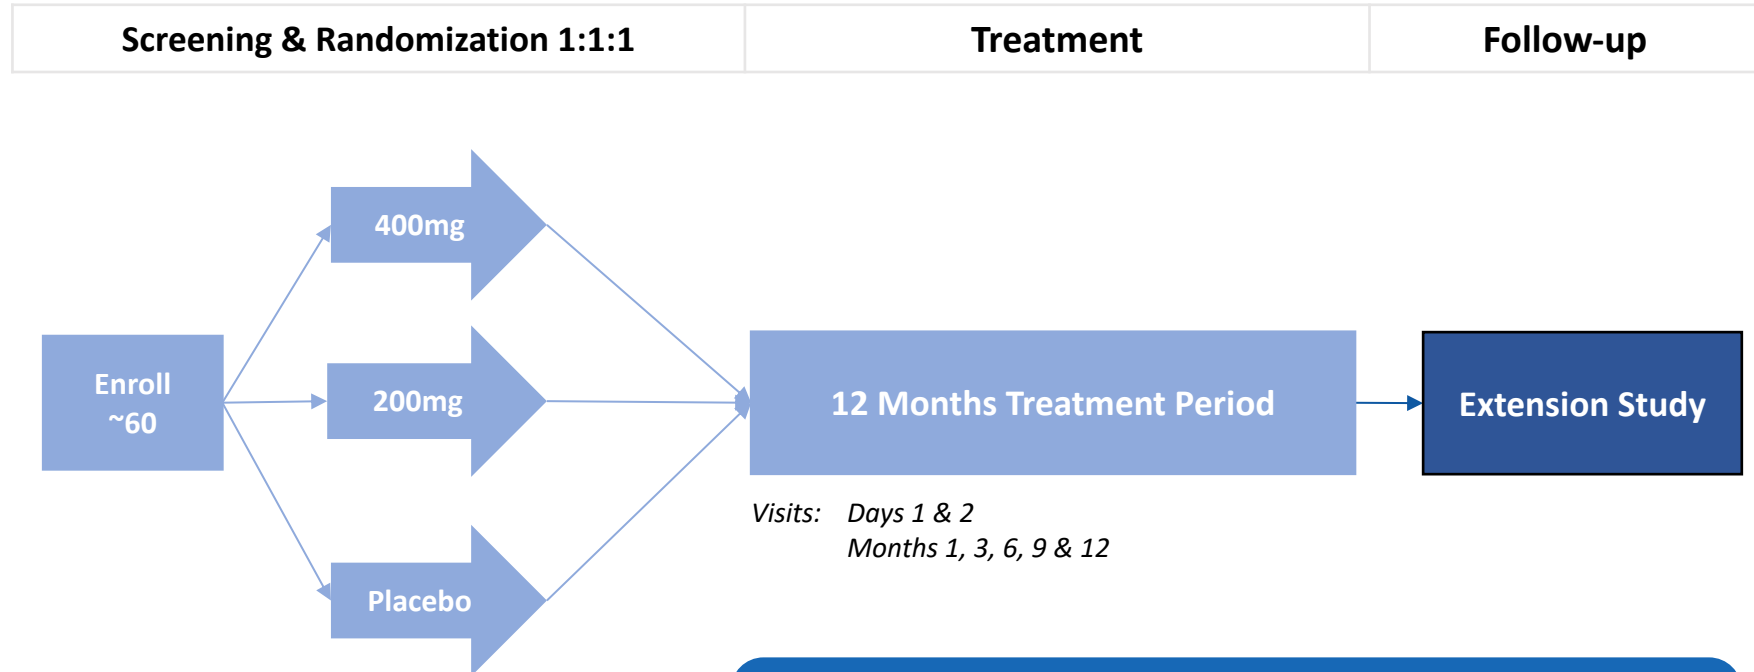 Screening & Randomization 1:1:1
Treatment
Follow-up
400mg
Enroll
~60
200mg
12 Months Treatment Period
Extension Study
Visits: Days 1 & 2
Months 1, 3, 6, 9 & 12
Placebo